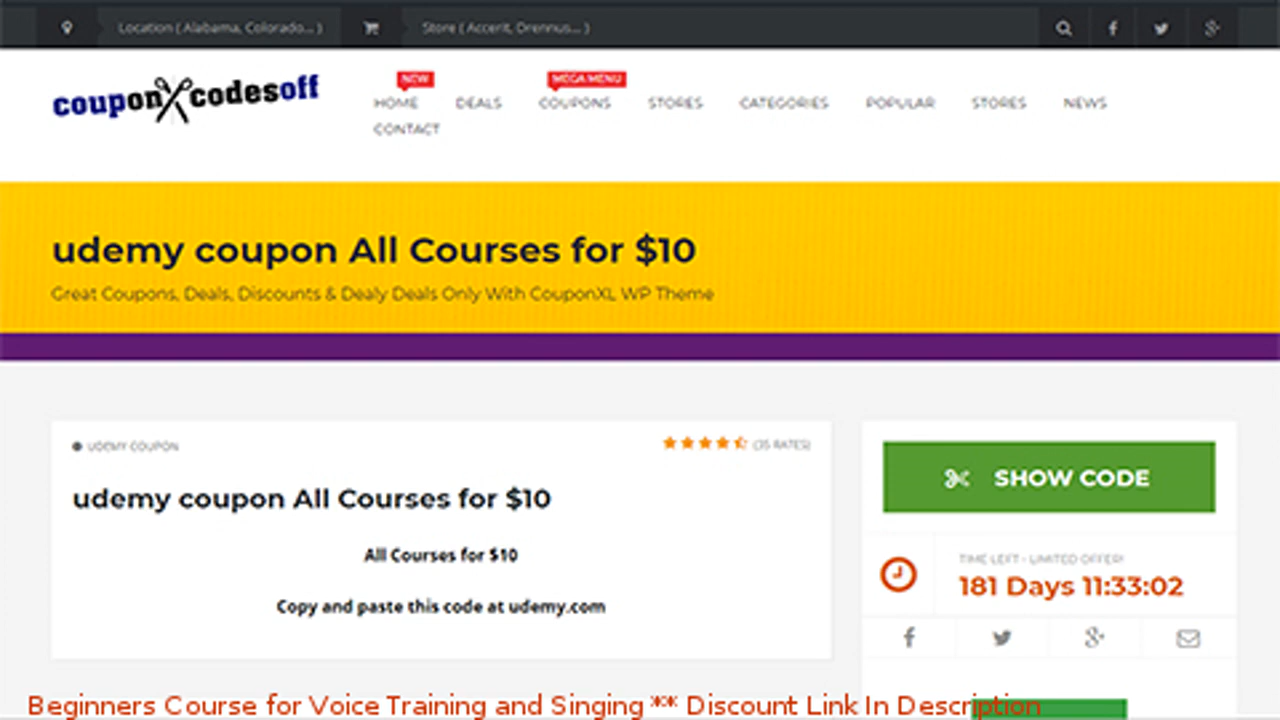 Location ( Alabama, Colorado... )
Store ( Accent, Drennus... )
couponcodesoff
NEW
MEGA MENU
HOME DEALS COUPONS STORES CATEGORIES POPULAR STORES NEWS
CONTACT
udemy coupon All Courses for $10
Great Coupons, Deals, Discounts & Dealy Deals Only With CouponXL WP Theme
UDEMY COUPON
(35 RATES)
udemy coupon All Courses for $10
All Courses for $10
Copy and paste this code at udemy.com
SHOW CODE
TIME LEFT - LIMITED OFFER!
181 Days 11:33:02
Beginners Course for Voice Training and Singing ** Discount Link In Description